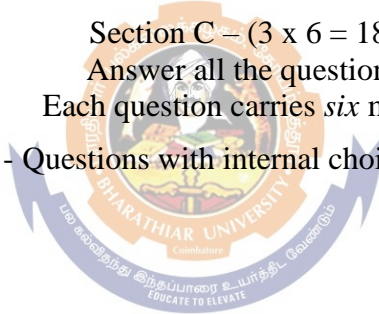 Section C – (3 x 6 = 18
Answer all the question
Each question carries six m
- Questions with internal choi
BHARATHIAR UNIVERSITY
Coimbatore
EDUCATE TO ELEVATE